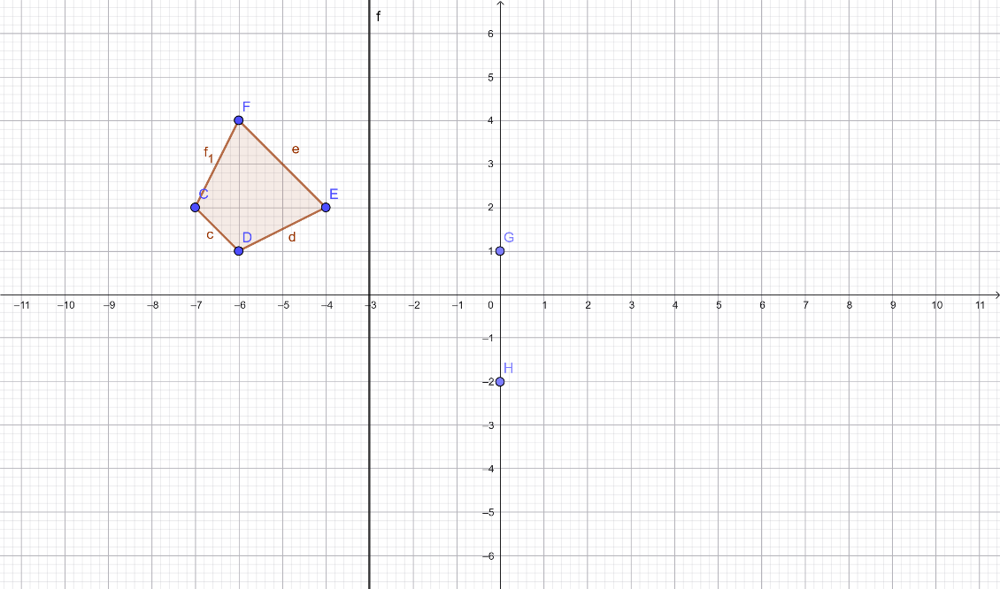 f
6
5
F
4
f₁ e
3
C E
2
c D d G
1
–11 –10 –9 –8 –7 –6 –5 –4 –3 –2 –1 0 1 2 3 4 5 6 7 8 9 10 11
–1
H
–2
–3
–4
–5
–6